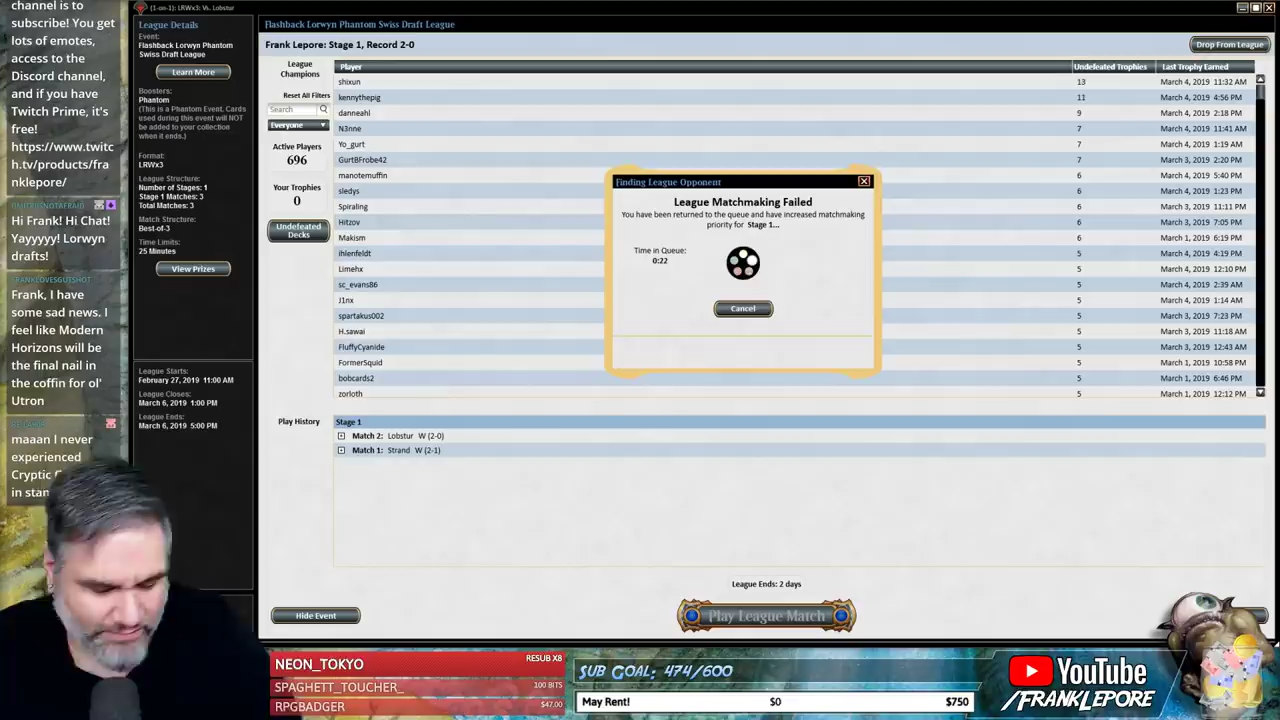 channel is to
subscribe! You get
lots of emotes,
access to the
Discord channel,
and if you have
Twitch Prime, it's
free!
https://www.twitc
h.tv/products/fra
nklepore/
Hi Frank! Hi Chat!
Yayyyy! Lorwyn
drafts!
FRANKLOVESGUTSHOT
Frank, I have
some sad news. I
feel like Modern
Horizons will be
the final nail in
the coffin for ol'
Utron
maaan I never
experienced
Cryptic
in stan
(1-on-1): LRWx3: Vs. Lobstur
League Details
Event:
Flashback Lorwyn Phantom
Swiss Draft League
Learn More
Boosters:
Phantom
(This is a Phantom Event. Cards
used during this event will NOT
be added to your collection
when it ends.)
Format:
LRWx3
League Structure:
Number of Stages: 1
Stage 1 Matches: 3
Total Matches: 3
Match Structure:
Best-of-3
Time Limits:
25 Minutes
View Prizes
League Starts:
February 27, 2019 11:00 AM
League Closes:
March 6, 2019 1:00 PM
League Ends:
March 6, 2019 5:00 PM
Flashback Lorwyn Phantom Swiss Draft League
Frank Lepore: Stage 1, Record 2-0
Drop From League
League
Champions
Reset All Filters
Search
Everyone
Active Players
696
Your Trophies
0
Undefeated
Decks
Player Undefeated Trophies Last Trophy Earned
shixun 13 March 4, 2019 11:32 AM
kennythepig 11 March 4, 2019 4:56 PM
danneahl 9 March 4, 2019 2:18 PM
N3nne 7 March 4, 2019 11:41 AM
Yo_gurt 7 March 4, 2019 1:19 AM
GurtBFrobe42 7 March 3, 2019 2:20 PM
manotemuffin 6 March 4, 2019 5:40 PM
sledys 6 March 4, 2019 1:23 PM
Spiraling 6 March 3, 2019 11:11 PM
Hitzov 6 March 3, 2019 7:05 PM
Makism 6 March 1, 2019 6:19 PM
ihlenfeldt 5 March 4, 2019 4:19 PM
Limehx 5 March 4, 2019 12:10 PM
sc_evans86 5 March 4, 2019 2:39 AM
J1nx 5 March 4, 2019 1:14 AM
spartakus002 5 March 3, 2019 7:23 PM
H.sawai 5 March 3, 2019 11:18 AM
FluffyCyanide 5 March 3, 2019 12:43 AM
FormerSquid 5 March 1, 2019 10:58 PM
bobcards2 5 March 1, 2019 6:46 PM
zorloth 5 March 1, 2019 12:12 PM
Finding League Opponent
League Matchmaking Failed
You have been returned to the queue and have increased matchmaking
priority for Stage 1...
Time in Queue:
0:22
Cancel
Play History
Stage 1
Match 2: Lobstur W (2-0)
Match 1: Strand W (2-1)
League Ends: 2 days
Hide Event
Play League Match
NEON_TOKYO RESUB X8
SPAGHETT_TOUCHER_ 100 BITS
RPGBADGER $47.00
SUB GOAL: 474/600
May Rent! $0 $750
YouTube
/FRANKLEPORE